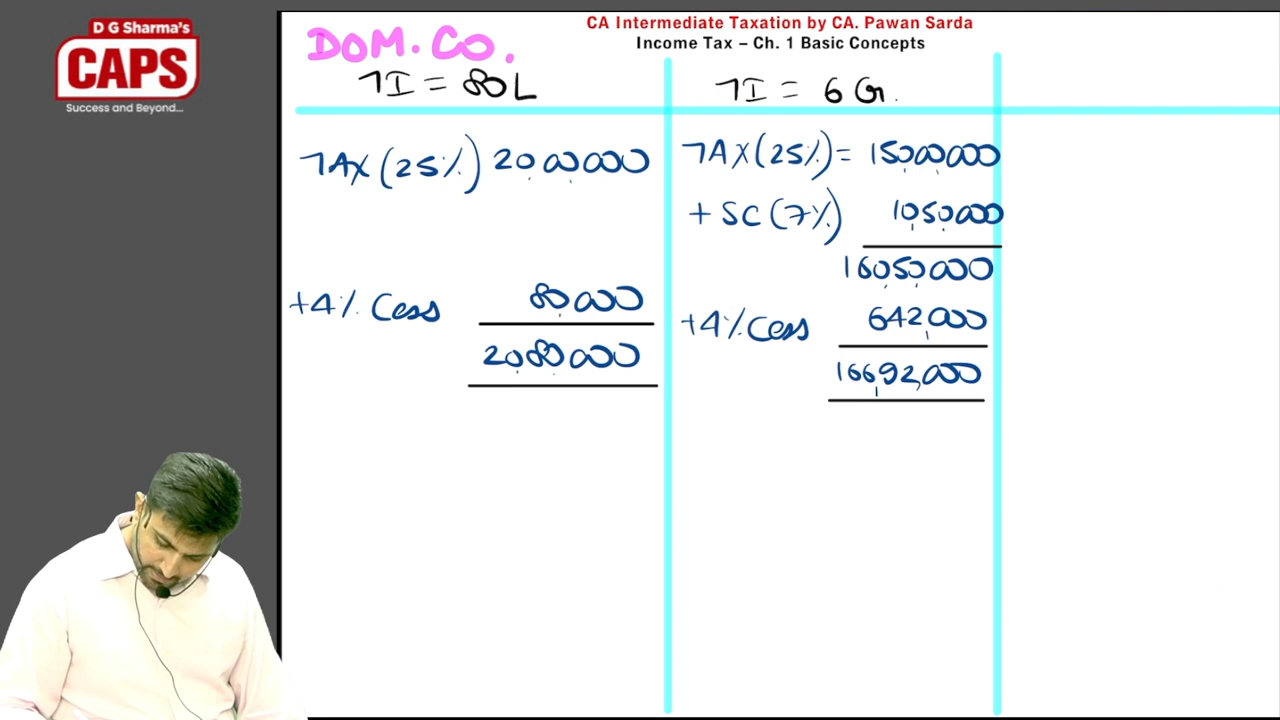 D G Sharma's
CAPS
Success and Beyond...
CA Intermediate Taxation by CA. Pawan Sarda
Income Tax – Ch. 1 Basic Concepts
DOM. CO.
TI = 80 L
TAX (25%) 20,00,000
+4% Cess 80,000
20,80,000
TI = 6 Cr.
TAX (25%) = 1,50,00,000
+ SC (7%) 10,50,000
1,60,50,000
+4% Cess 6,42,000
1,66,92,000